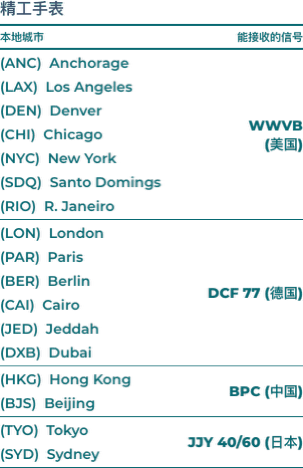 精工手表
本地城市 能接收的信号
(ANC) Anchorage
(LAX) Los Angeles
(DEN) Denver
(CHI) Chicago
(NYC) New York
(SDQ) Santo Domings
(RIO) R. Janeiro
WWVB
(美国)
(LON) London
(PAR) Paris
(BER) Berlin
(CAI) Cairo
(JED) Jeddah
(DXB) Dubai
DCF 77 (德国)
(HKG) Hong Kong
(BJS) Beijing
BPC (中国)
(TYO) Tokyo
(SYD) Sydney
JJY 40/60 (日本)